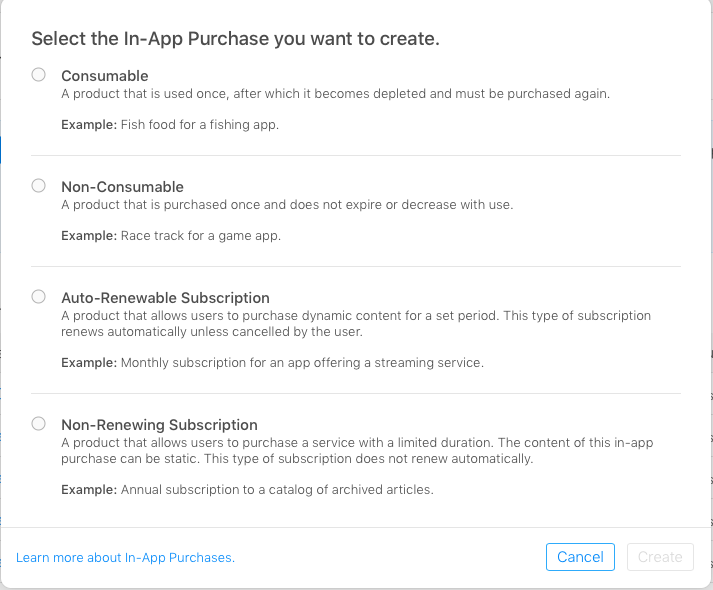 Select the In-App Purchase you want to create.
Consumable
A product that is used once, after which it becomes depleted and must be purchased again.
Example: Fish food for a fishing app.
Non-Consumable
A product that is purchased once and does not expire or decrease with use.
Example: Race track for a game app.
Auto-Renewable Subscription
A product that allows users to purchase dynamic content for a set period. This type of subscription
renews automatically unless cancelled by the user.
Example: Monthly subscription for an app offering a streaming service.
Non-Renewing Subscription
A product that allows users to purchase a service with a limited duration. The content of this in-app
purchase can be static. This type of subscription does not renew automatically.
Example: Annual subscription to a catalog of archived articles.
Learn more about In-App Purchases.
Cancel
Create